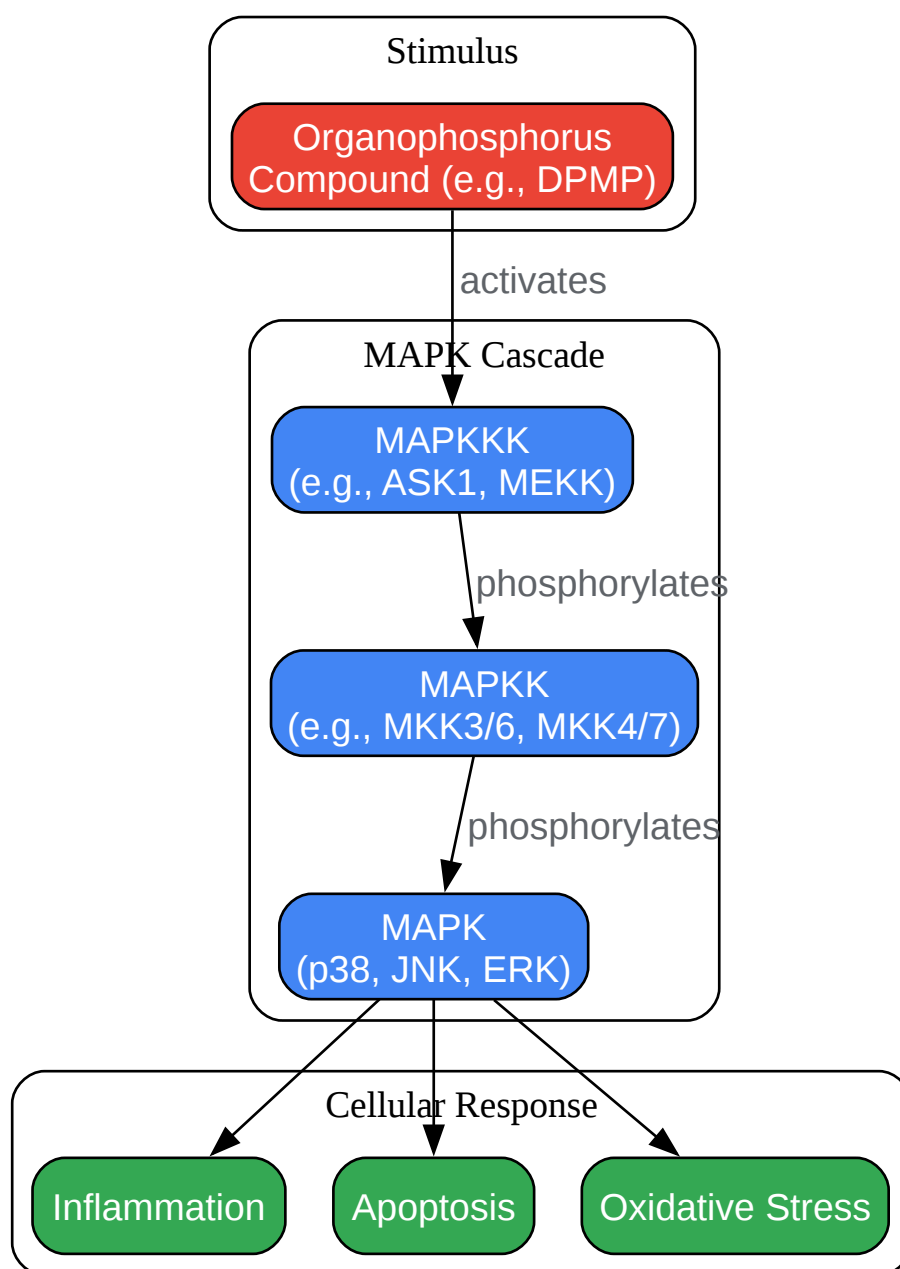 Stimulus
Organophosphorus
Compound (e.g., DPMP)
activates
MAPK Cascade
MAPKKK
(e.g., ASK1, MEKK)
phosphorylates
MAPKK
(e.g., MKK3/6, MKK4/7)
phosphorylates
MAPK
(p38, JNK, ERK)
Cellular Response
Inflammation
Apoptosis
Oxidative Stress